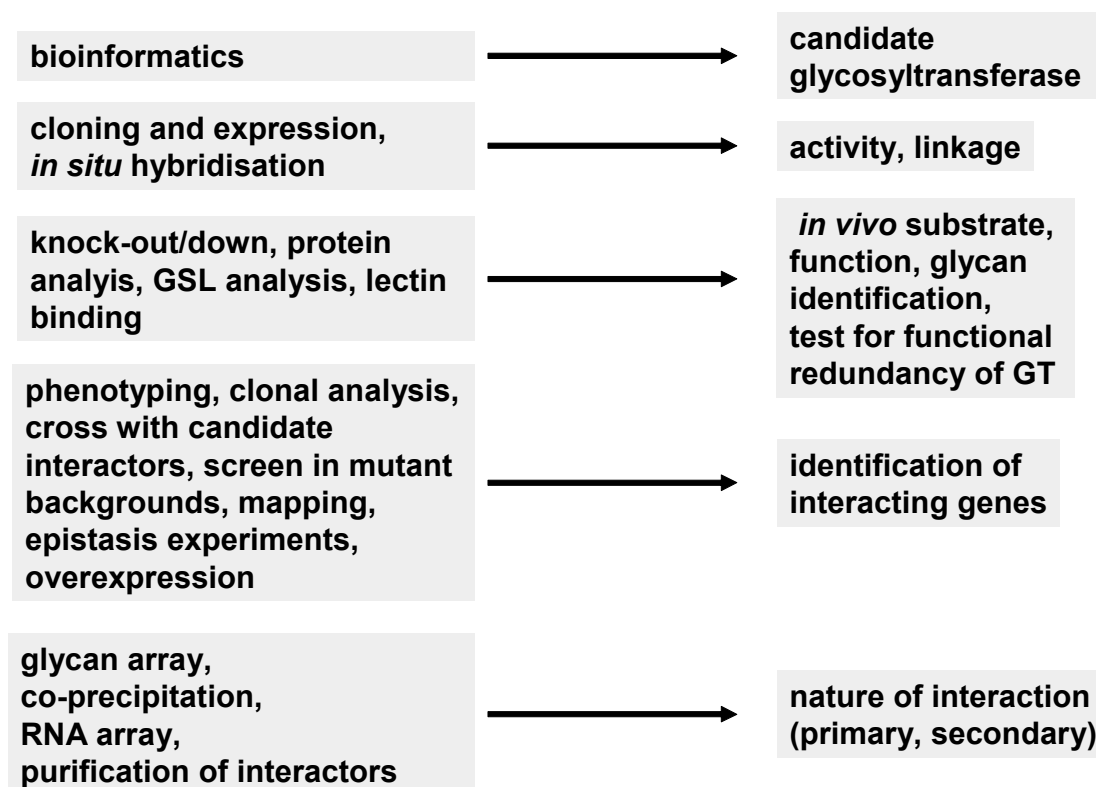 bioinformatics
candidate
glycosyltransferase
cloning and expression,
in situ hybridisation
activity, linkage
knock-out/down, protein
analyis, GSL analysis, lectin
binding
in vivo substrate,
function, glycan
identification,
test for functional
redundancy of GT
phenotyping, clonal analysis,
cross with candidate
interactors, screen in mutant
backgrounds, mapping,
epistasis experiments,
overexpression
identification of
interacting genes
glycan array,
co-precipitation,
RNA array,
purification of interactors
nature of interaction
(primary, secondary)